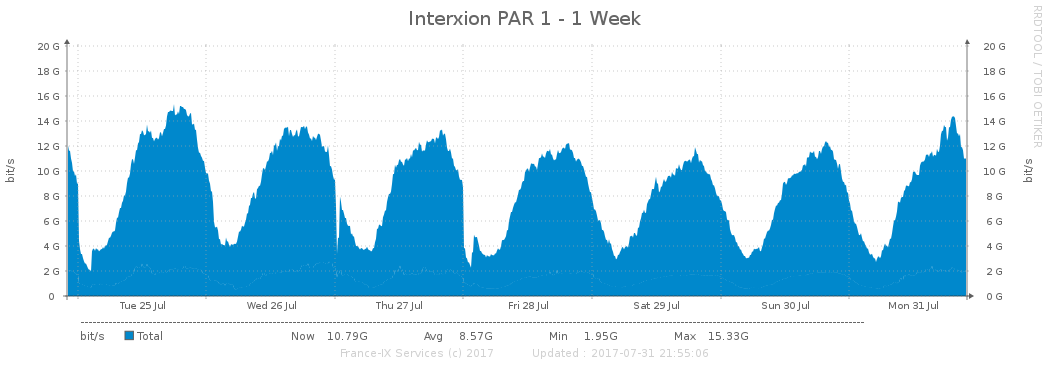 Interxion PAR 1 - 1 Week
RRDTOOL / TOBI OETIKER
bit/s
20 G 20 G
18 G 18 G
16 G 16 G
14 G 14 G
12 G 12 G
10 G 10 G
8 G 8 G
6 G 6 G
4 G 4 G
2 G 2 G
0 0 G
bit/s
Tue 25 Jul Wed 26 Jul Thu 27 Jul Fri 28 Jul Sat 29 Jul Sun 30 Jul Mon 31 Jul
bit/s Total Now 10.79G Avg 8.57G Min 1.95G Max 15.33G
France-IX Services (c) 2017 Updated : 2017-07-31 21:55:06